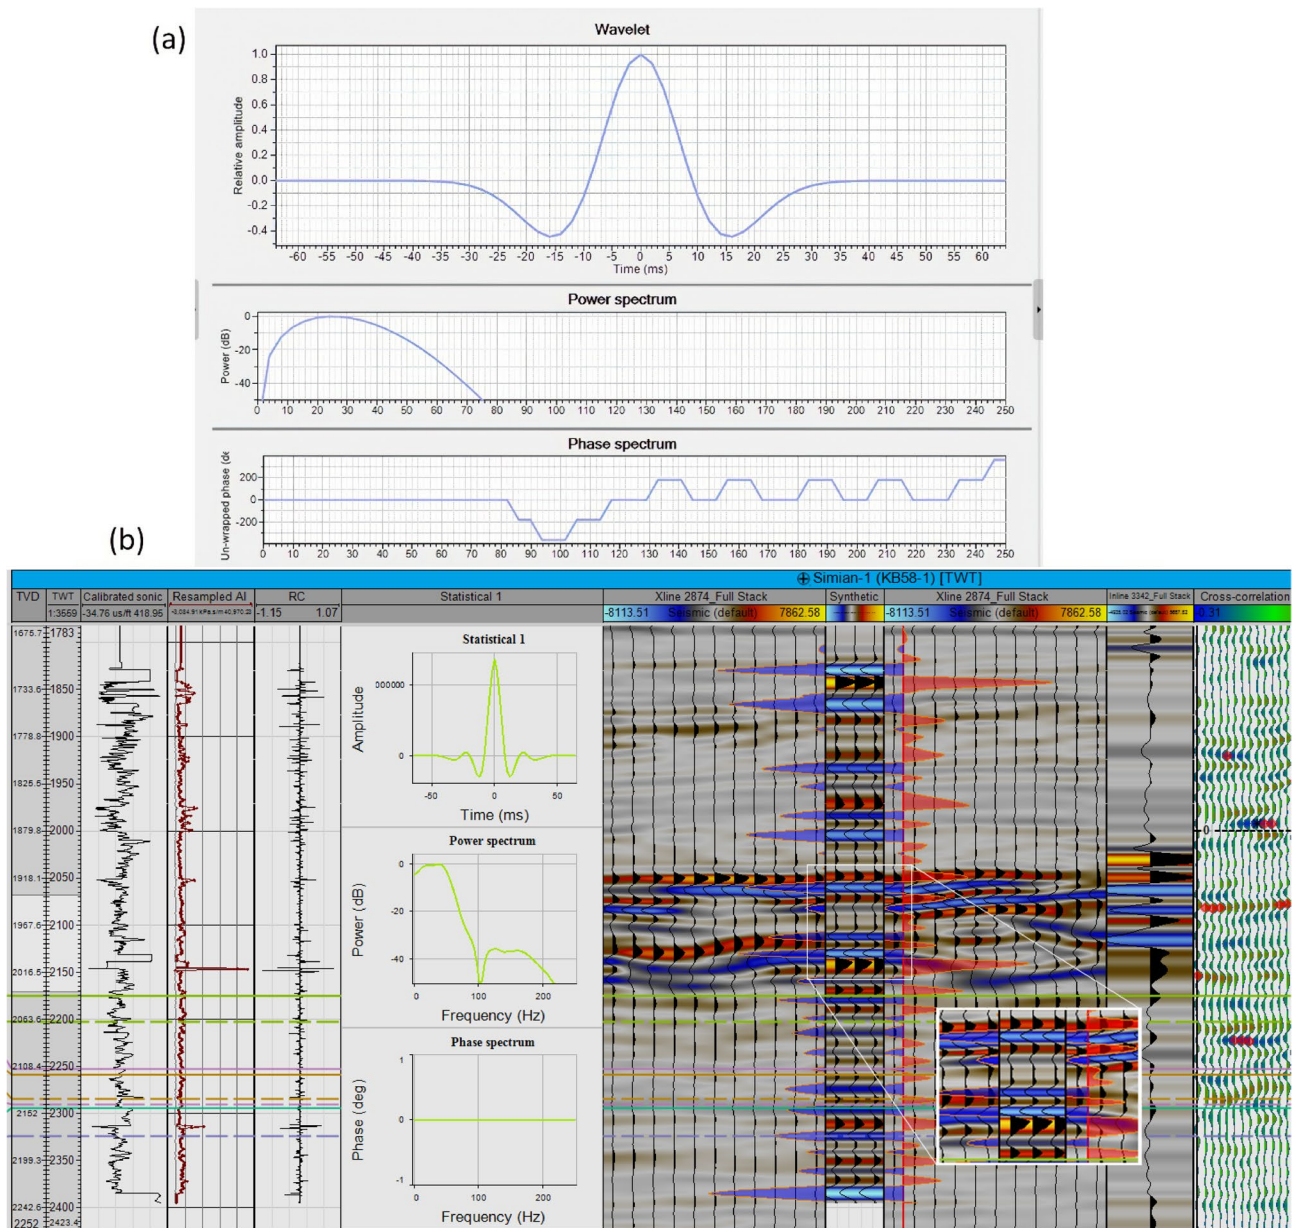 (a)
Wavelet
Relative amplitude
1.0
0.8
0.6
0.4
0.2
0.0
-0.2
-0.4
-60 -55 -50 -45 -40 -35 -30 -25 -20 -15 -10 -5 0 5 10 15 20 25 30 35 40 45 50 55 60
Time (ms)
Power spectrum
Power (dB)
0
-20
-40
0 10 20 30 40 50 60 70 80 90 100 110 120 130 140 150 160 170 180 190 200 210 220 230 240 250
Phase spectrum
Un-wrapped phase (de
200
0
-200
0 10 20 30 40 50 60 70 80 90 100 110 120 130 140 150 160 170 180 190 200 210 220 230 240 250
(b)
Simian-1 (KB58-1) [TWT]
TVD TWT Calibrated sonic Resampled AI RC Statistical 1 Xline 2874_Full Stack Synthetic Xline 2874_Full Stack Inline 3342_Full Stack Cross-correlation
1:3559 -34.76 us/ft 418.95 -1.15 1.07 -8113.51 Seismic (default) 7862.58 -8113.51 Seismic (default) 7862.58 -0.31
1675.7 1783
1733.6 1850
1778.8 1900
1825.6 1950
1879.8 2000
1918.1 2050
1967.6 2100
2016.5 2150
2063.6 2200
2108.4 2250
2152 2300
2199.3 2350
2242.6 2400
2252 2423.4
Statistical 1
Amplitude
000000
0
-50 0 50
Time (ms)
Power spectrum
Power (dB)
0
-20
-40
0 100 200
Frequency (Hz)
Phase spectrum
Phase (deg)
1
0
-1
0 100 200
Frequency (Hz)
0